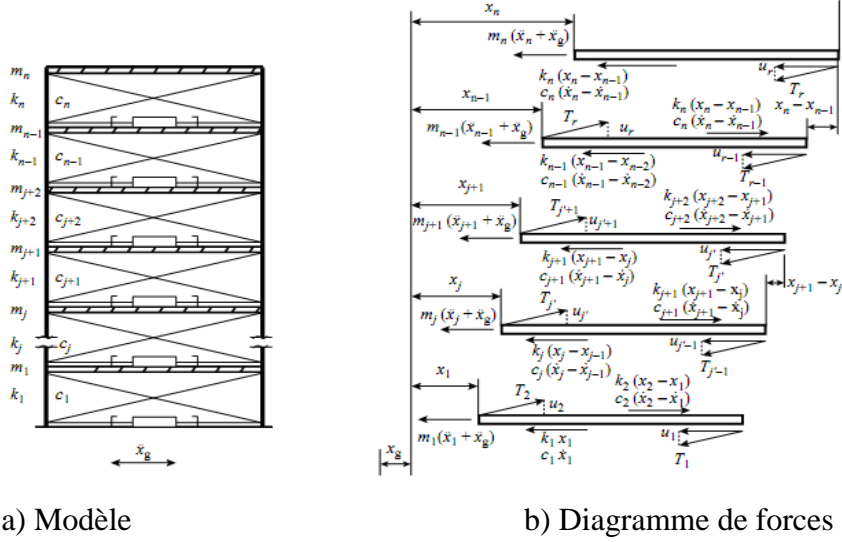 m_n
k_n c_n
m_{n-1}
k_{n-1} c_{n-1}
m_{j+2}
k_{j+2} c_{j+2}
m_{j+1}
k_{j+1} c_{j+1}
m_j
k_j c_j
m_1
k_1 c_1
ẍ_g
x_n
m_n (ẍ_n + ẍ_g)
u_r
T_r
k_n (x_n − x_{n-1})
c_n (ẋ_n − ẋ_{n-1})
x_n − x_{n-1}
x_{n-1}
T_r
u_r
k_n (x_n − x_{n-1})
c_n (ẋ_n − ẋ_{n-1})
m_{n-1} (ẍ_{n-1} + ẍ_g)
u_{r-1}
T_{r-1}
k_{n-1} (x_{n-1} − x_{n-2})
c_{n-1} (ẋ_{n-1} − ẋ_{n-2})
x_{j+1}
T_{j'+1}
u_{j'+1}
k_{j+2} (x_{j+2} − x_{j+1})
c_{j+2} (ẋ_{j+2} − ẋ_{j+1})
m_{j+1} (ẍ_{j+1} + ẍ_g)
u_{j'}
T_{j'}
k_{j+1} (x_{j+1} − x_j)
c_{j+1} (ẋ_{j+1} − ẋ_j)
x_{j+1} − x_j
x_j
T_{j'}
u_{j'}
k_{j+1} (x_{j+1} − x_j)
c_{j+1} (ẋ_{j+1} − ẋ_j)
m_j (ẍ_j + ẍ_g)
u_{j'-1}
T_{j'-1}
k_j (x_j − x_{j-1})
c_j (ẋ_j − ẋ_{j-1})
x_1
T_2
u_2
k_2 (x_2 − x_1)
c_2 (ẋ_2 − ẋ_1)
m_1 (ẍ_1 + ẍ_g)
u_1
T_1
k_1 x_1
c_1 ẋ_1
x_g
a) Modèle
b) Diagramme de forces